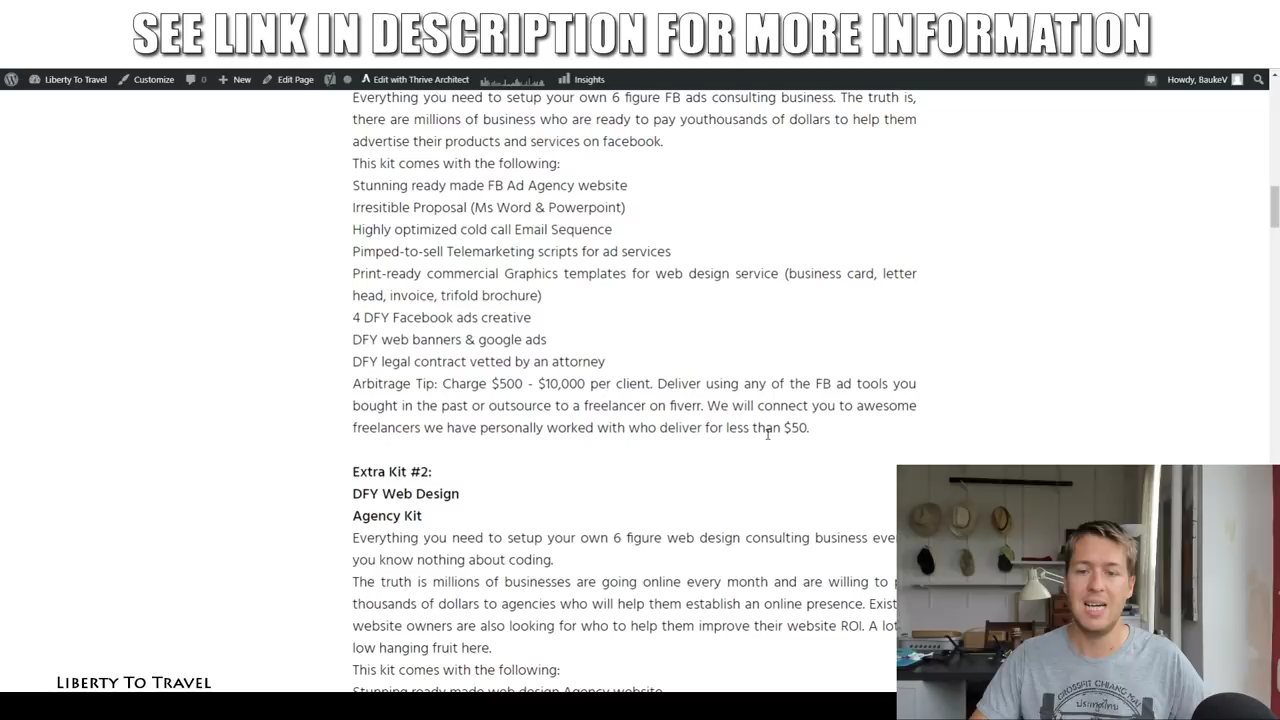 SEE LINK IN DESCRIPTION FOR MORE INFORMATION
Liberty To Travel Customize 0 New Edit Page Edit with Thrive Architect Insights Howdy, BaukeV
Everything you need to setup your own 6 figure FB ads consulting business. The truth is,
there are millions of business who are ready to pay youthousands of dollars to help them
advertise their products and services on facebook.
This kit comes with the following:
Stunning ready made FB Ad Agency website
Irresitible Proposal (Ms Word & Powerpoint)
Highly optimized cold call Email Sequence
Pimped-to-sell Telemarketing scripts for ad services
Print-ready commercial Graphics templates for web design service (business card, letter
head, invoice, trifold brochure)
4 DFY Facebook ads creative
DFY web banners & google ads
DFY legal contract vetted by an attorney
Arbitrage Tip: Charge $500 - $10,000 per client. Deliver using any of the FB ad tools you
bought in the past or outsource to a freelancer on fiverr. We will connect you to awesome
freelancers we have personally worked with who deliver for less than $50.
Extra Kit #2:
DFY Web Design
Agency Kit
Everything you need to setup your own 6 figure web design consulting business
you know nothing about coding.
The truth is millions of businesses are going online every month and are willing to
thousands of dollars to agencies who will help them establish an online presence.
website owners are also looking for who to help them improve their website ROI. A
low hanging fruit here.
This kit comes with the following:
Stunning ready made web design Agency website
LIBERTY TO TRAVEL
CROSSFIT CHIANG MAI